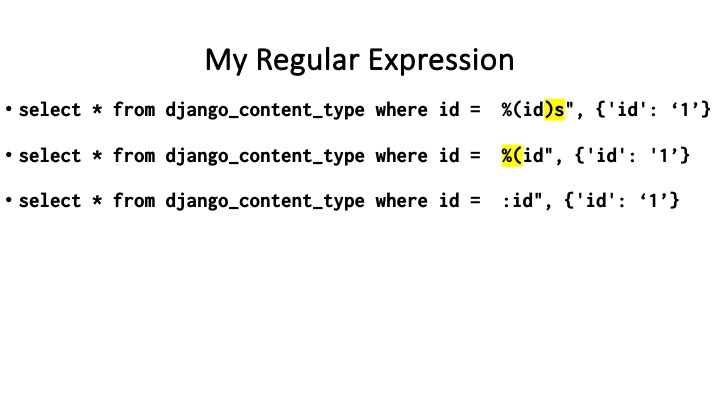 My Regular Expression
• select * from django_content_type where id =  %(id)s", {'id': ‘1’}
• select * from django_content_type where id =  %(id", {'id': '1’}
• select * from django_content_type where id =  :id", {'id': ‘1’}